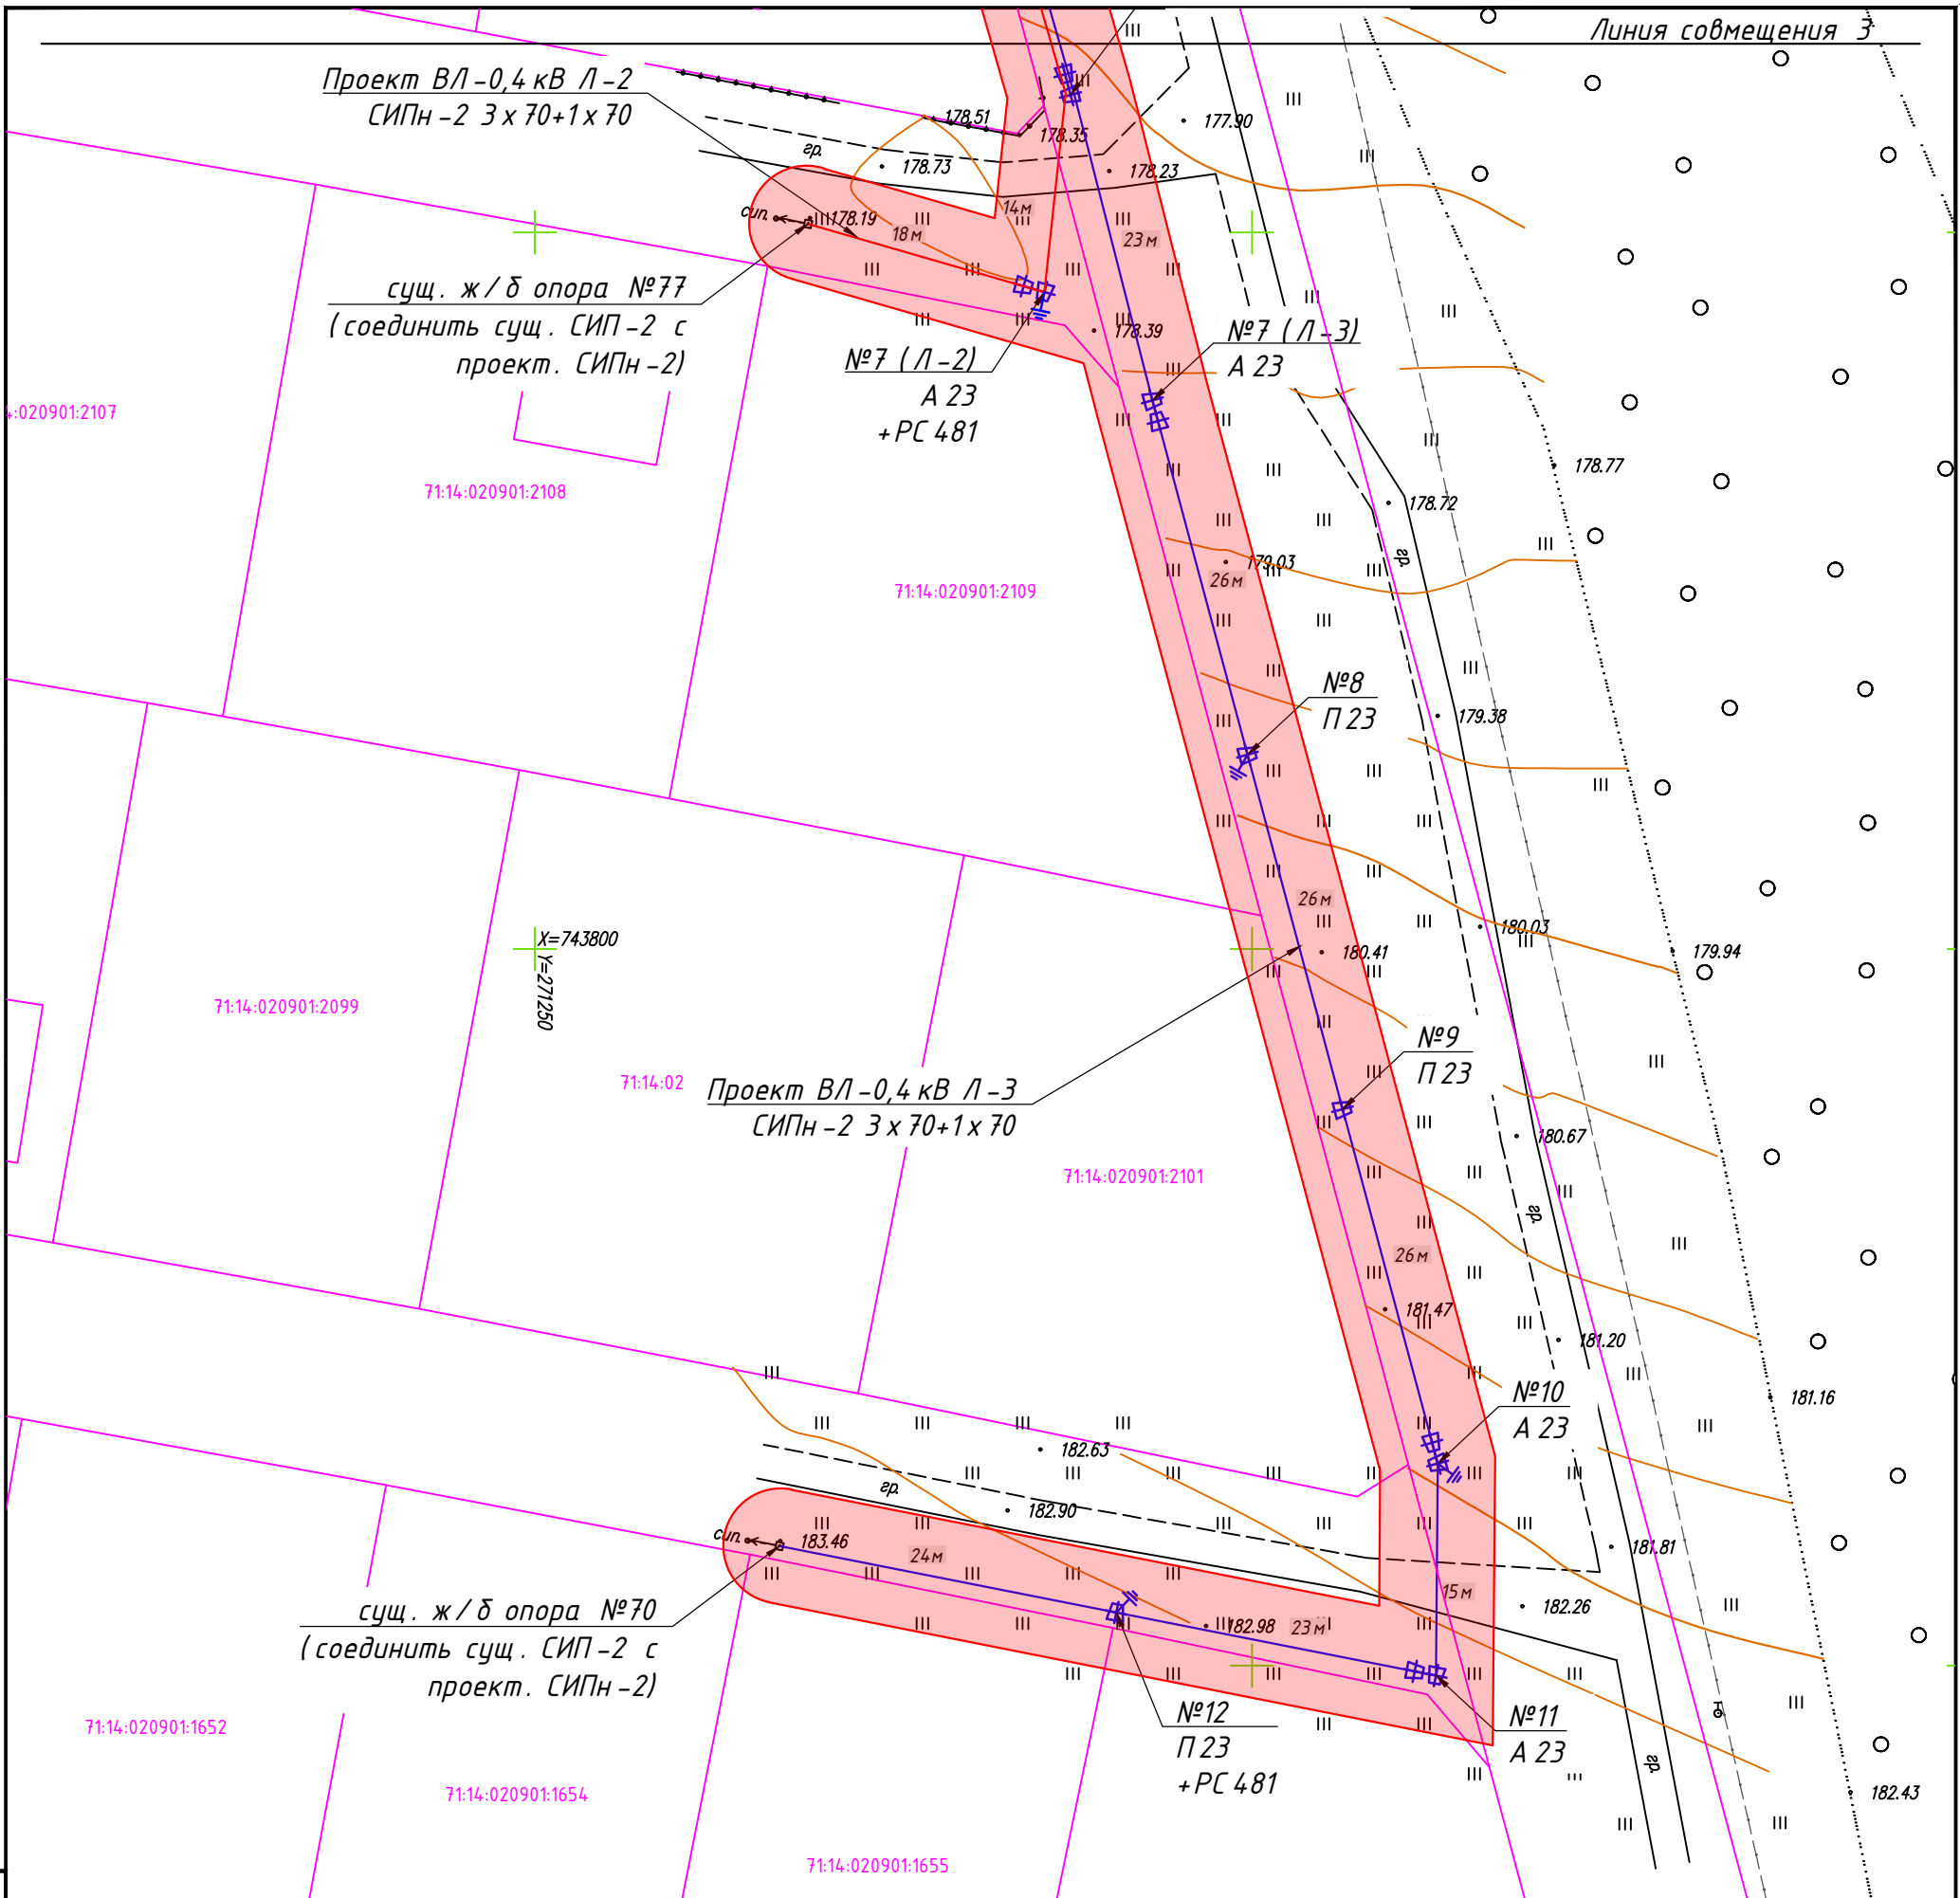 Линия совмещения 3
Проект ВЛ-0,4 кВ Л-2
СИПн-2 3х70+1х70
178.51
178.35
177.90
гр.
178.73
178.23
сип.
178.19
18м
14м
23м
сущ. ж/б опора №77
(соединить сущ. СИП-2 с
проект. СИПн-2)
178.39
№7 (Л-2)
А 23
+РС 481
№7 (Л-3)
А 23
4:020901:2107
71:14:020901:2108
178.77
178.72
гр.
179.03
26м
71:14:020901:2109
№8
П 23
179.38
26м
180.03
180.41
179.94
X=743800
Y=271250
71:14:020901:2099
71:14:02
Проект ВЛ-0,4 кВ Л-3
СИПн-2 3х70+1х70
№9
П 23
180.67
71:14:020901:2101
гр.
26м
181.47
181.20
181.16
№10
А 23
182.63
гр.
182.90
сип.
183.46
24м
181.81
15м
182.26
182.98
23м
сущ. ж/б опора №70
(соединить сущ. СИП-2 с
проект. СИПн-2)
№12
П 23
+РС 481
№11
А 23
гр.
182.43
71:14:020901:1652
71:14:020901:1654
71:14:020901:1655